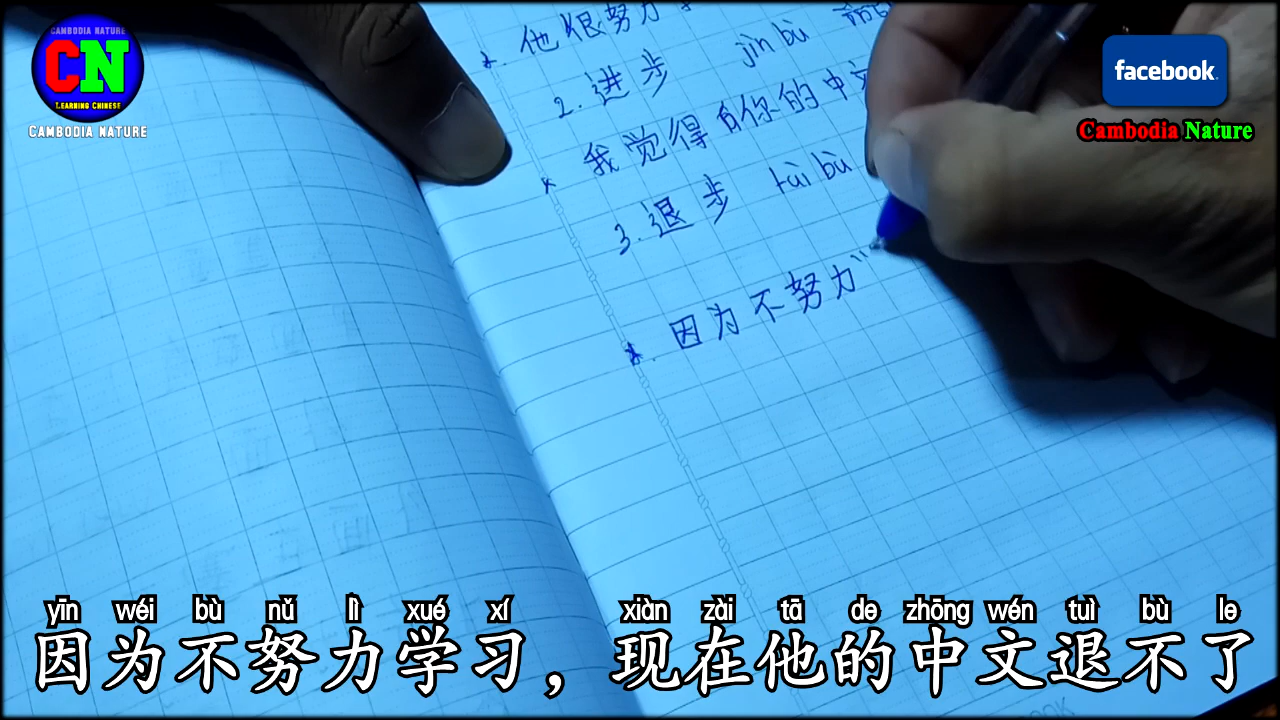 CAMBODIA NATURE
CN
LEARNING CHINESE
CAMBODIA NATURE
facebook
Cambodia Nature
他很努力
2. 进步 jìn bù
我觉得你的中文
3. 退步 tuì bù
因为不努力
yīn wéi bù nǔ lì xué xí xiàn zài tā de zhōng wén tuì bù le
因为不努力学习，现在他的中文退不了